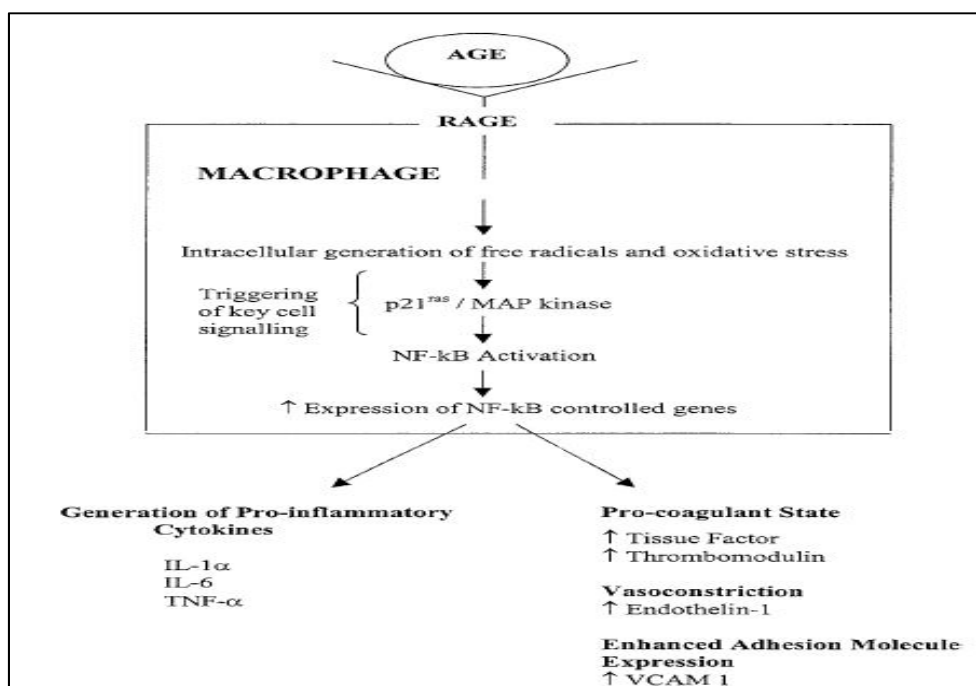 AGE
RAGE
MACROPHAGE
Intracellular generation of free radicals and oxidative stress
Triggering
of key cell
signalling
p21ras / MAP kinase
NF-kB Activation
↑ Expression of NF-kB controlled genes
Generation of Pro-inflammatory
Cytokines
IL-1α
IL-6
TNF-α
Pro-coagulant State
↑ Tissue Factor
↑ Thrombomodulin
Vasoconstriction
↑ Endothelin-1
Enhanced Adhesion Molecule
Expression
↑ VCAM 1